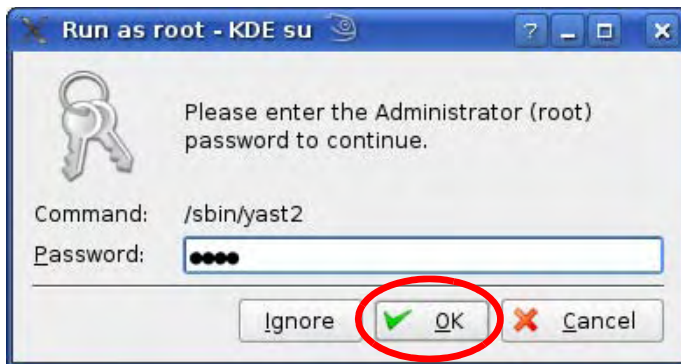 Run as root - KDE su
?
Please enter the Administrator (root)
password to continue.
Command: /sbin/yast2
Password: ●●●●
Ignore OK Cancel